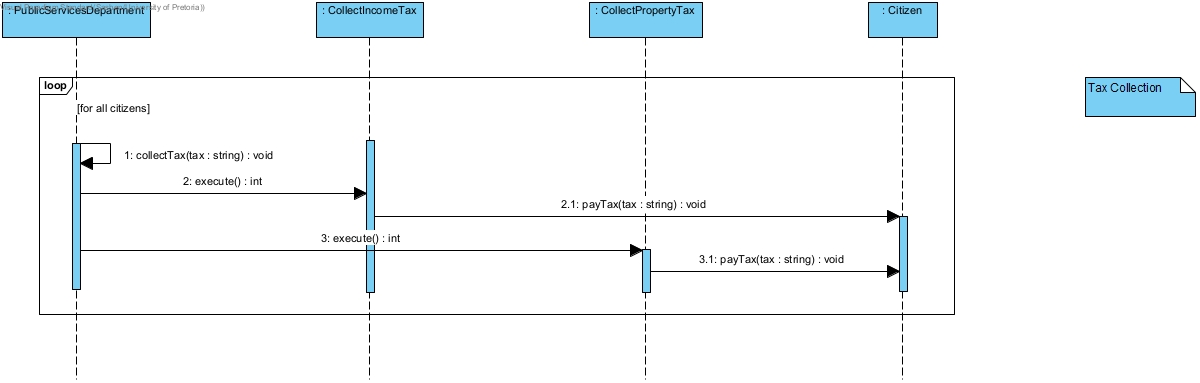 University of Pretoria))
: PublicServicesDepartment
: CollectIncomeTax
: CollectPropertyTax
: Citizen
loop
Tax Collection
[for all citizens]
1: collectTax(tax : string) : void
2: execute() : int
2.1: payTax(tax : string) : void
3: execute() : int
3.1: payTax(tax : string) : void